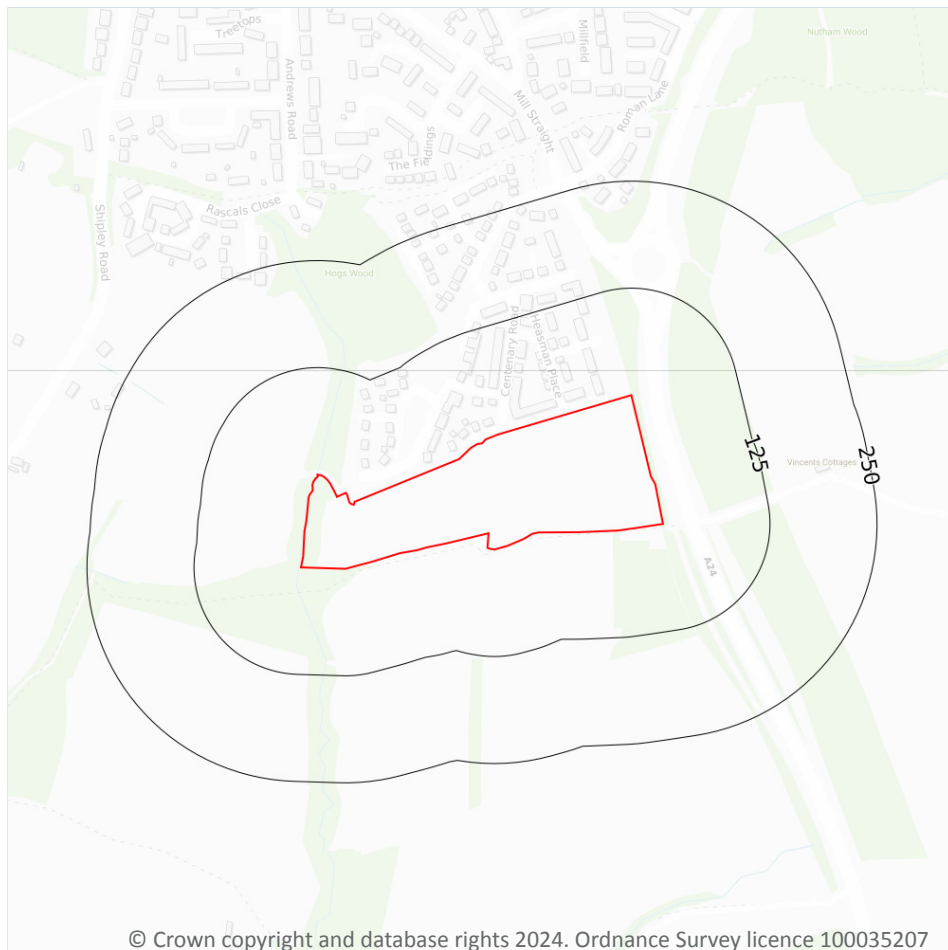 Treetops
Millfield
Nutham Wood
Andrews Road
Mill Straight
Roman Lane
The Fieldings
Rascals Close
Shipley Road
Hogs Wood
Centenary Road
Heasman Place
125
250
Vincents Cottages
A24
© Crown copyright and database rights 2024. Ordnance Survey licence 100035207